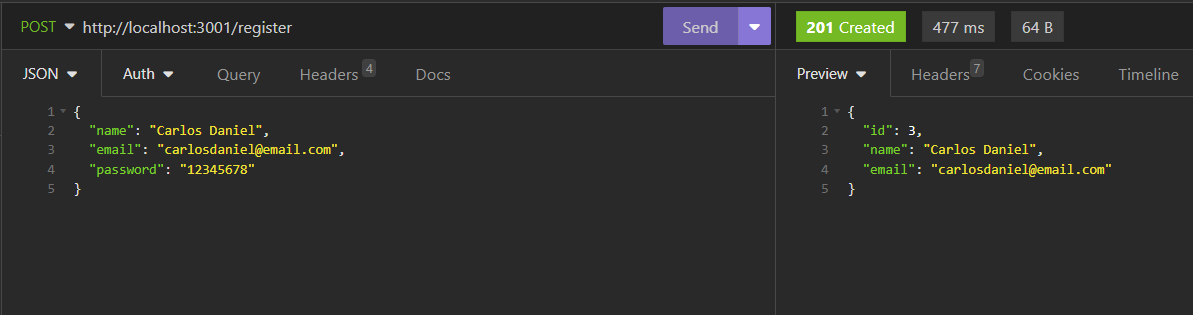 POST http://localhost:3001/register Send 201 Created 477 ms 64 B
JSON Auth Query Headers 4 Docs Preview Headers 7 Cookies Timeline
1 {
2 "name": "Carlos Daniel",
3 "email": "carlosdaniel@email.com",
4 "password": "12345678"
5 }
1 {
2 "id": 3,
3 "name": "Carlos Daniel",
4 "email": "carlosdaniel@email.com"
5 }